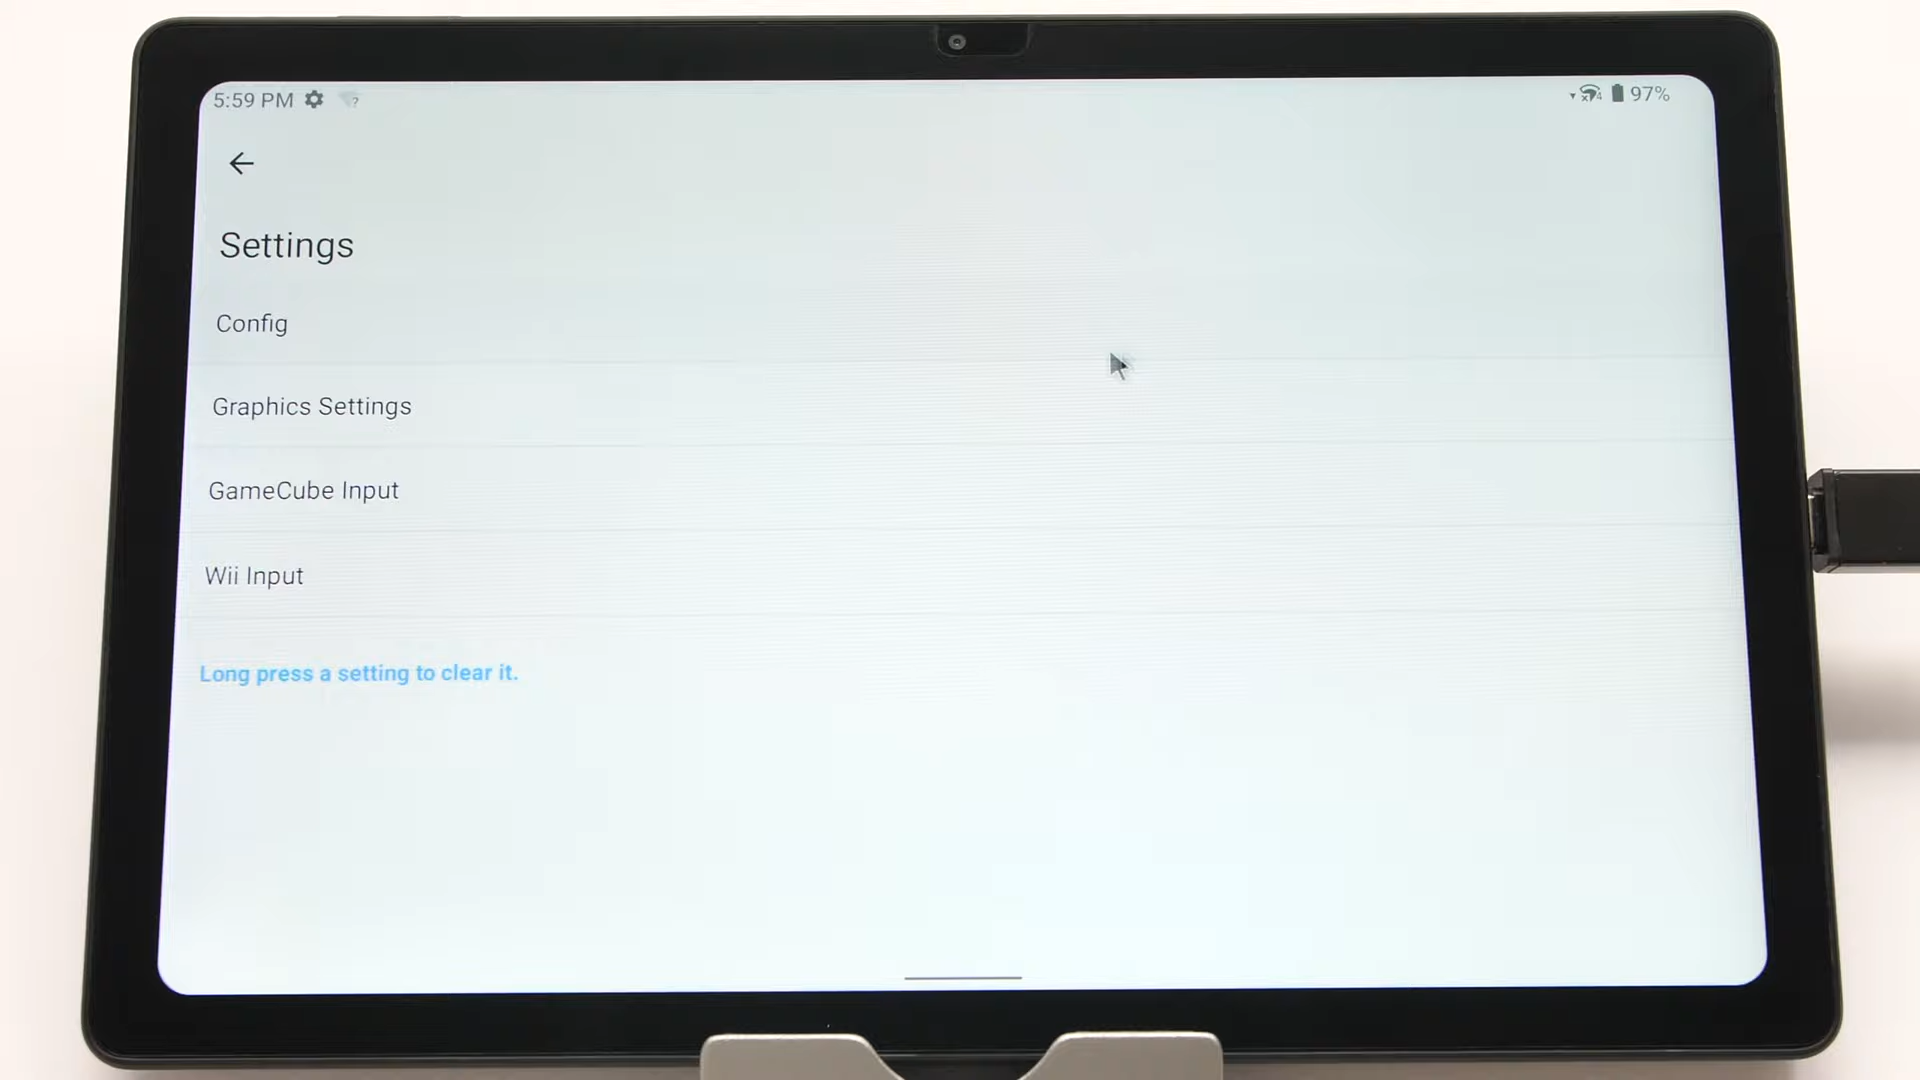 5:59 PM
97%
Settings
Config
Graphics Settings
GameCube Input
Wii Input
Long press a setting to clear it.